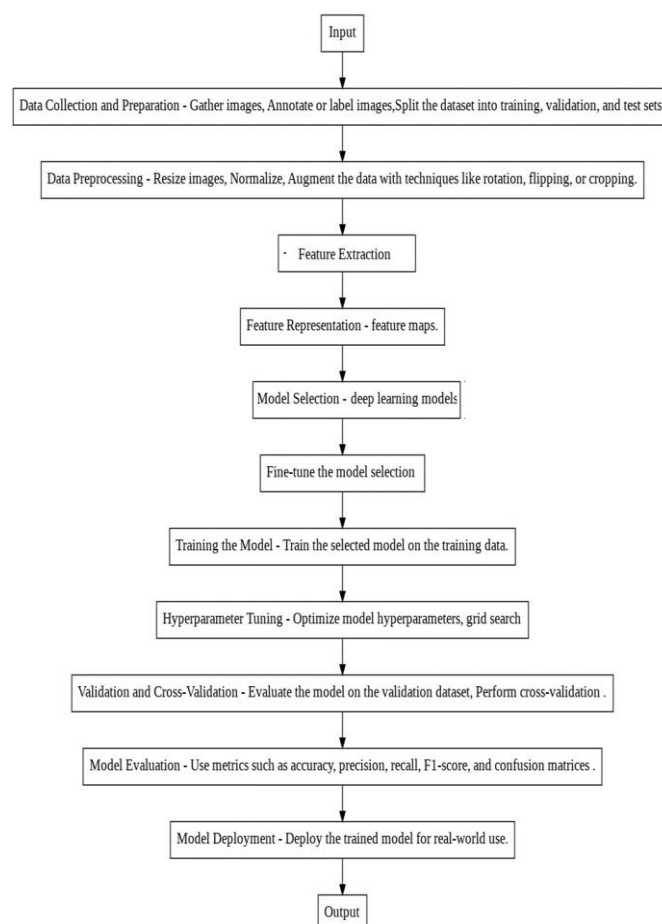 Input
Data Collection and Preparation - Gather images, Annotate or label images,Split the dataset into training, validation, and test sets
Data Preprocessing - Resize images, Normalize, Augment the data with techniques like rotation, flipping, or cropping.
- Feature Extraction
Feature Representation - feature maps.
Model Selection - deep learning models
Fine-tune the model selection
Training the Model - Train the selected model on the training data.
Hyperparameter Tuning - Optimize model hyperparameters, grid search
Validation and Cross-Validation - Evaluate the model on the validation dataset, Perform cross-validation .
Model Evaluation - Use metrics such as accuracy, precision, recall, F1-score, and confusion matrices .
Model Deployment - Deploy the trained model for real-world use.
Output